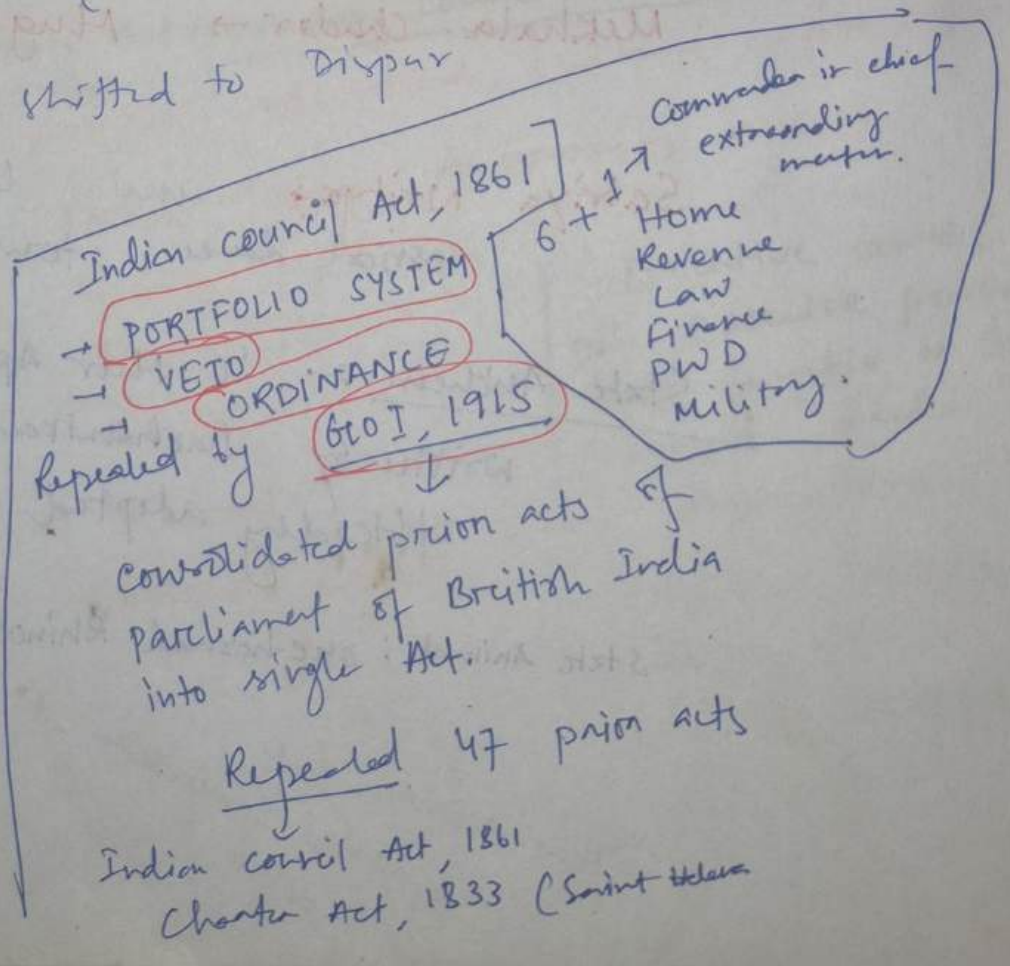 Shifted to Dispur
Indian Council Act, 1861
→ PORTFOLIO SYSTEM
→ VETO
→ ORDINANCE
Repealed by GOI, 1915
↓
consolidated prior acts of
parliament of British India
into single Act.
Repealed 47 prior acts
↓
Indian council Act, 1861
Charter Act, 1833 (Saint Helena
6 + 1 → Commander in chief
extraordinary
Home
Revenue
Law
Finance
PWD
Military.